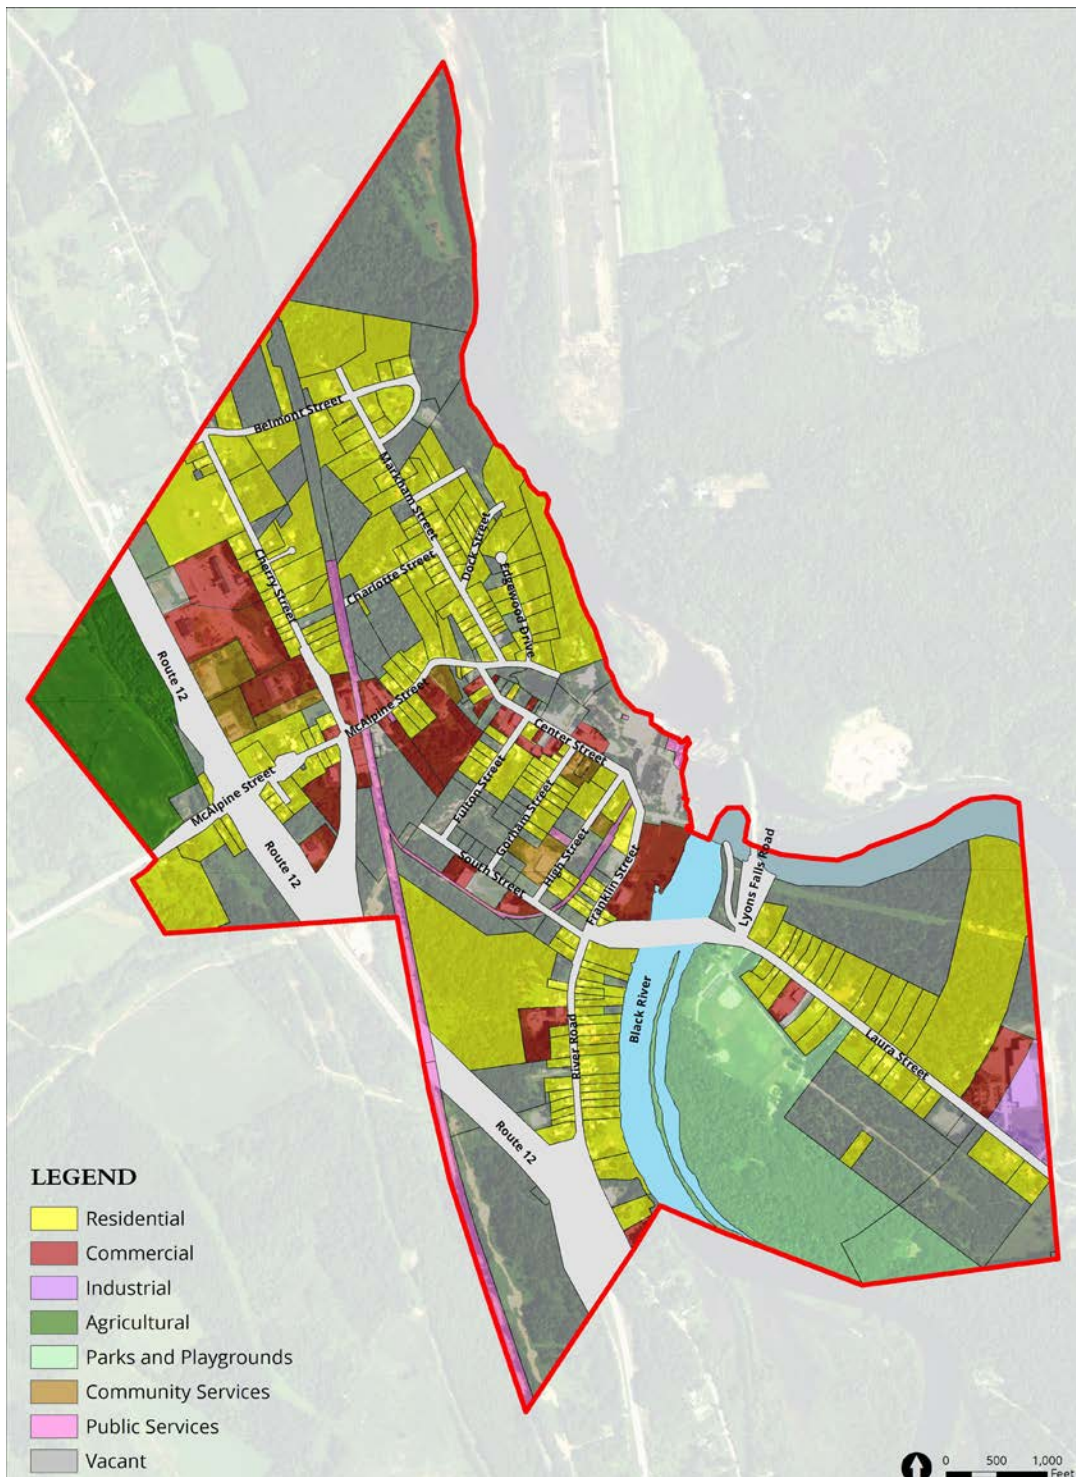 Belmont Street
Markham Street
Cherry Street
Charlotte Street
Dock Street
Edgewood Drive
Route 12
McAlpine Street
Center Street
McAlpine Street
Fulton Street
Gorham Street
High Street
South Street
Franklin Street
Route 12
Lyons Falls Road
Black River
River Road
Laura Street
Route 12
LEGEND
Residential
Commercial
Industrial
Agricultural
Parks and Playgrounds
Community Services
Public Services
Vacant
0 500 1,000
Feet